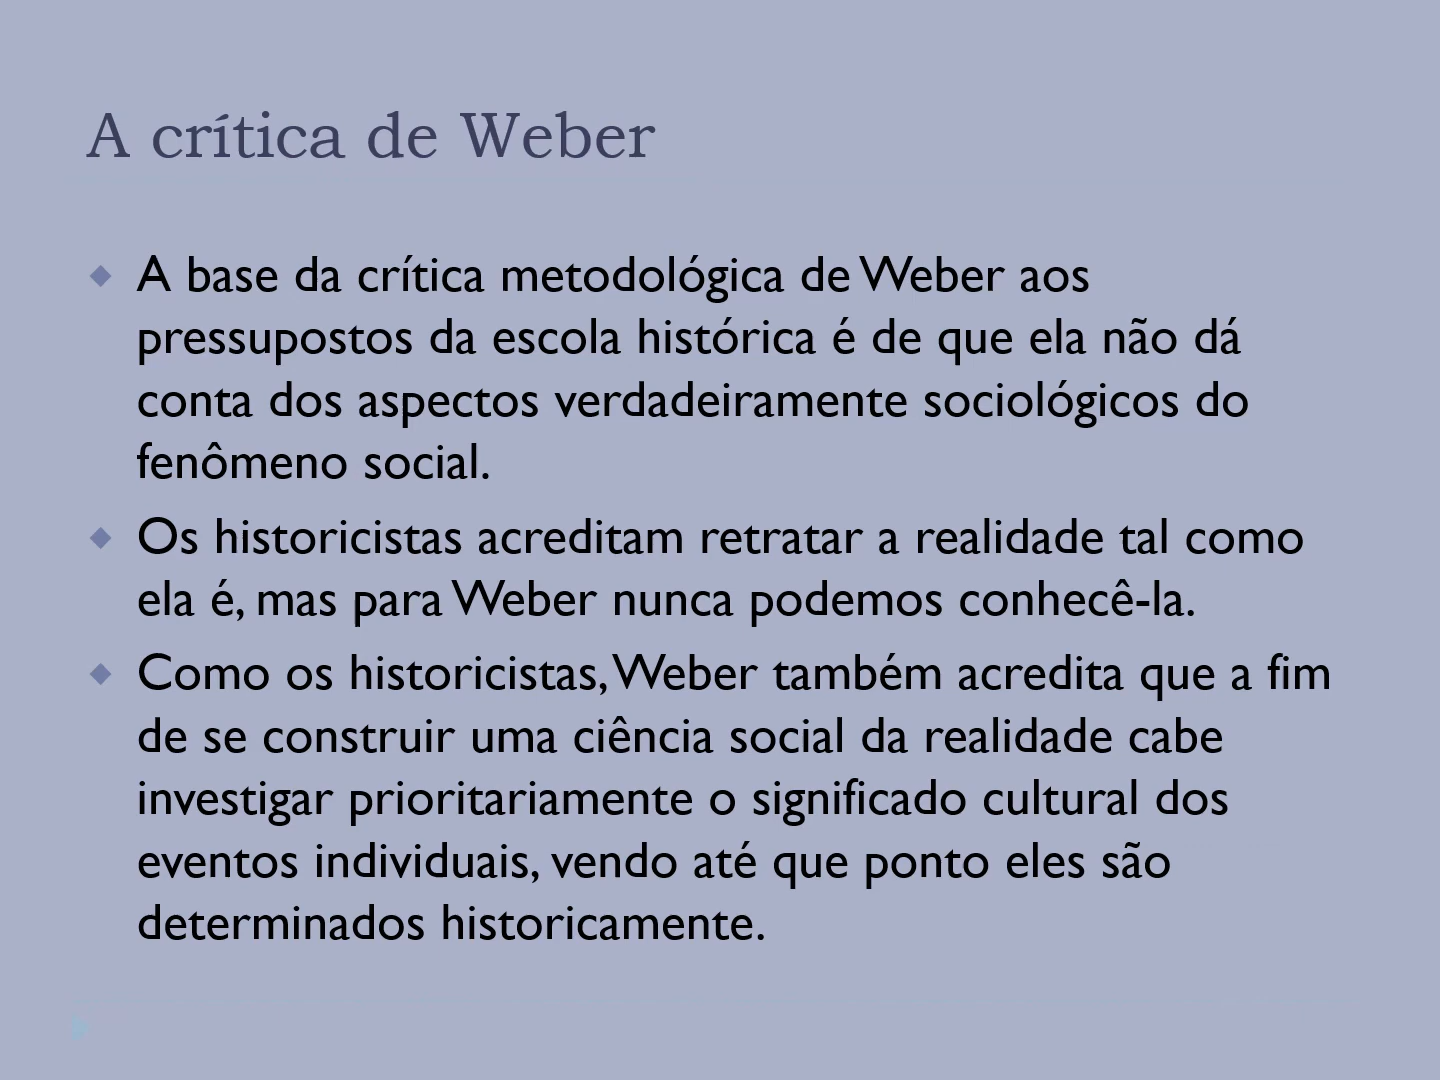 A crítica de Weber
A base da crítica metodológica de Weber aos
pressupostos da escola histórica é de que ela não dá
conta dos aspectos verdadeiramente sociológicos do
fenômeno social.
Os historicistas acreditam retratar a realidade tal como
ela é, mas para Weber nunca podemos conhecê-la.
Como os historicistas, Weber também acredita que a fim
de se construir uma ciência social da realidade cabe
investigar prioritariamente o significado cultural dos
eventos individuais, vendo até que ponto eles são
determinados historicamente.